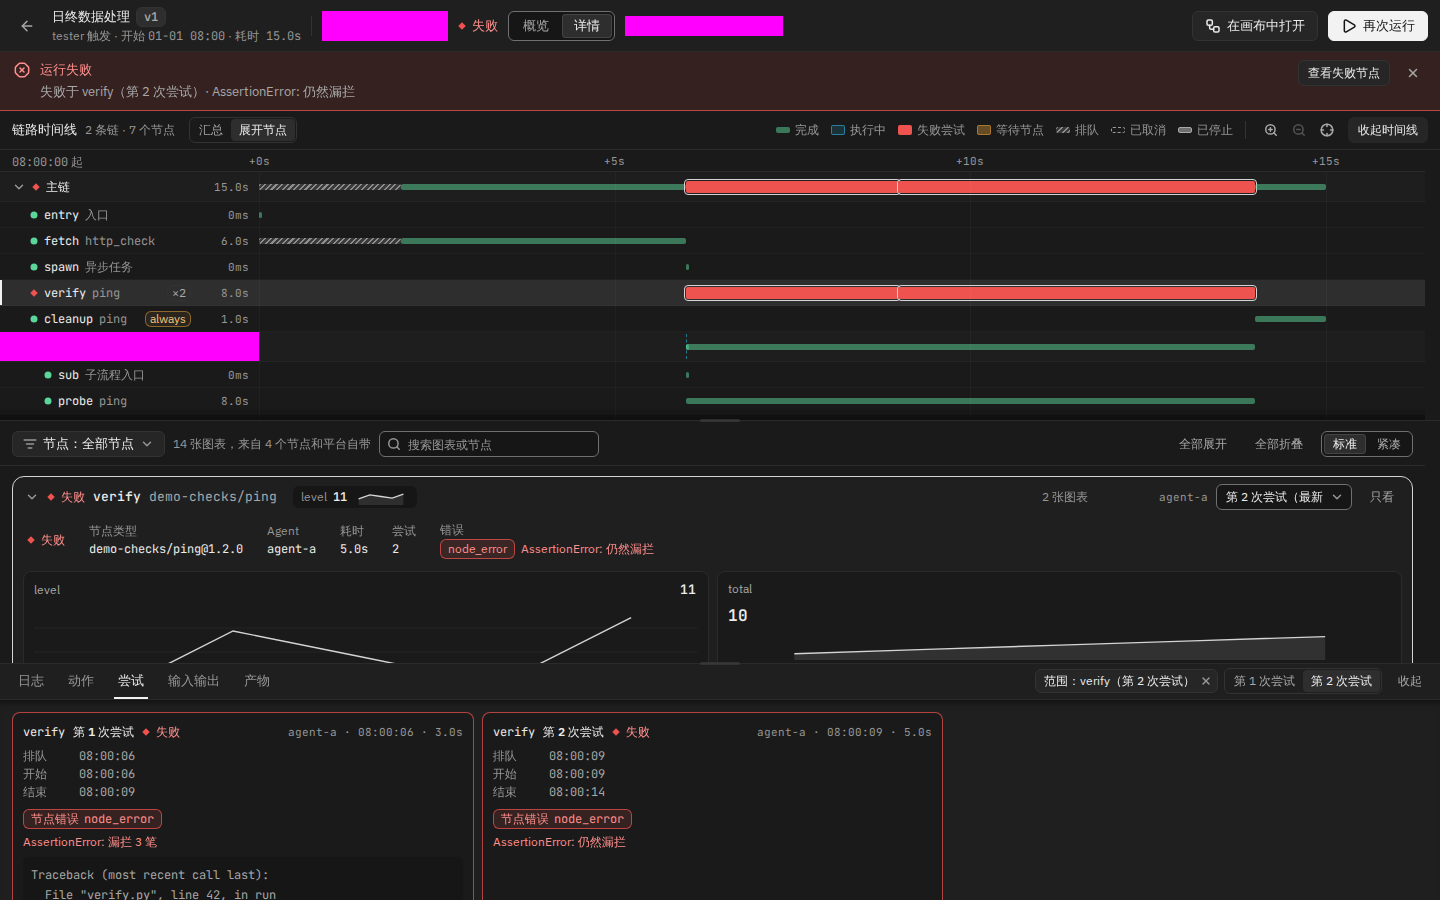 日终数据处理 v1
tester 触发 · 开始 01-01 08:00 · 耗时 15.0s
失败 概览 详情
在画布中打开 再次运行
运行失败
失败于 verify（第 2 次尝试）· AssertionError: 仍然漏拦
查看失败节点
链路时间线 2 条链 · 7 个节点 汇总 展开节点
完成 执行中 失败尝试 等待节点 排队 已取消 已停止 收起时间线
08:00:00 起 +0s +5s +10s +15s
主链 15.0s
entry 入口 0ms
fetch http_check 6.0s
spawn 异步任务 0ms
verify ping ×2 8.0s
cleanup ping always 1.0s
sub 子流程入口 0ms
probe ping 8.0s
节点：全部节点 14 张图表，来自 4 个节点和平台自带 搜索图表或节点
全部展开 全部折叠 标准 紧凑
失败 verify demo-checks/ping level 11
2 张图表 agent-a 第 2 次尝试（最新 只看
失败
节点类型 Agent 耗时 尝试 错误
demo-checks/ping@1.2.0 agent-a 5.0s 2 node_error AssertionError: 仍然漏拦
level 11
total
10
日志 动作 尝试 输入输出 产物
范围：verify（第 2 次尝试） 第 1 次尝试 第 2 次尝试 收起
verify 第 1 次尝试 失败 agent-a · 08:00:06 · 3.0s
排队 08:00:06
开始 08:00:06
结束 08:00:09
节点错误 node_error
AssertionError: 漏拦 3 笔
Traceback (most recent call last):
File "verify.py", line 42, in run
verify 第 2 次尝试 失败 agent-a · 08:00:09 · 5.0s
排队 08:00:09
开始 08:00:09
结束 08:00:14
节点错误 node_error
AssertionError: 仍然漏拦